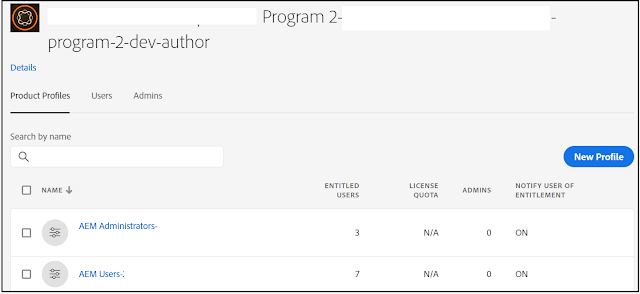 Program 2-
-
program-2-dev-author
Details
Product Profiles Users Admins
Search by name
New Profile
NAME ENTITLED USERS LICENSE QUOTA ADMINS NOTIFY USER OF ENTITLEMENT
AEM Administrators- 3 N/A 0 ON
AEM Users- 7 N/A 0 ON